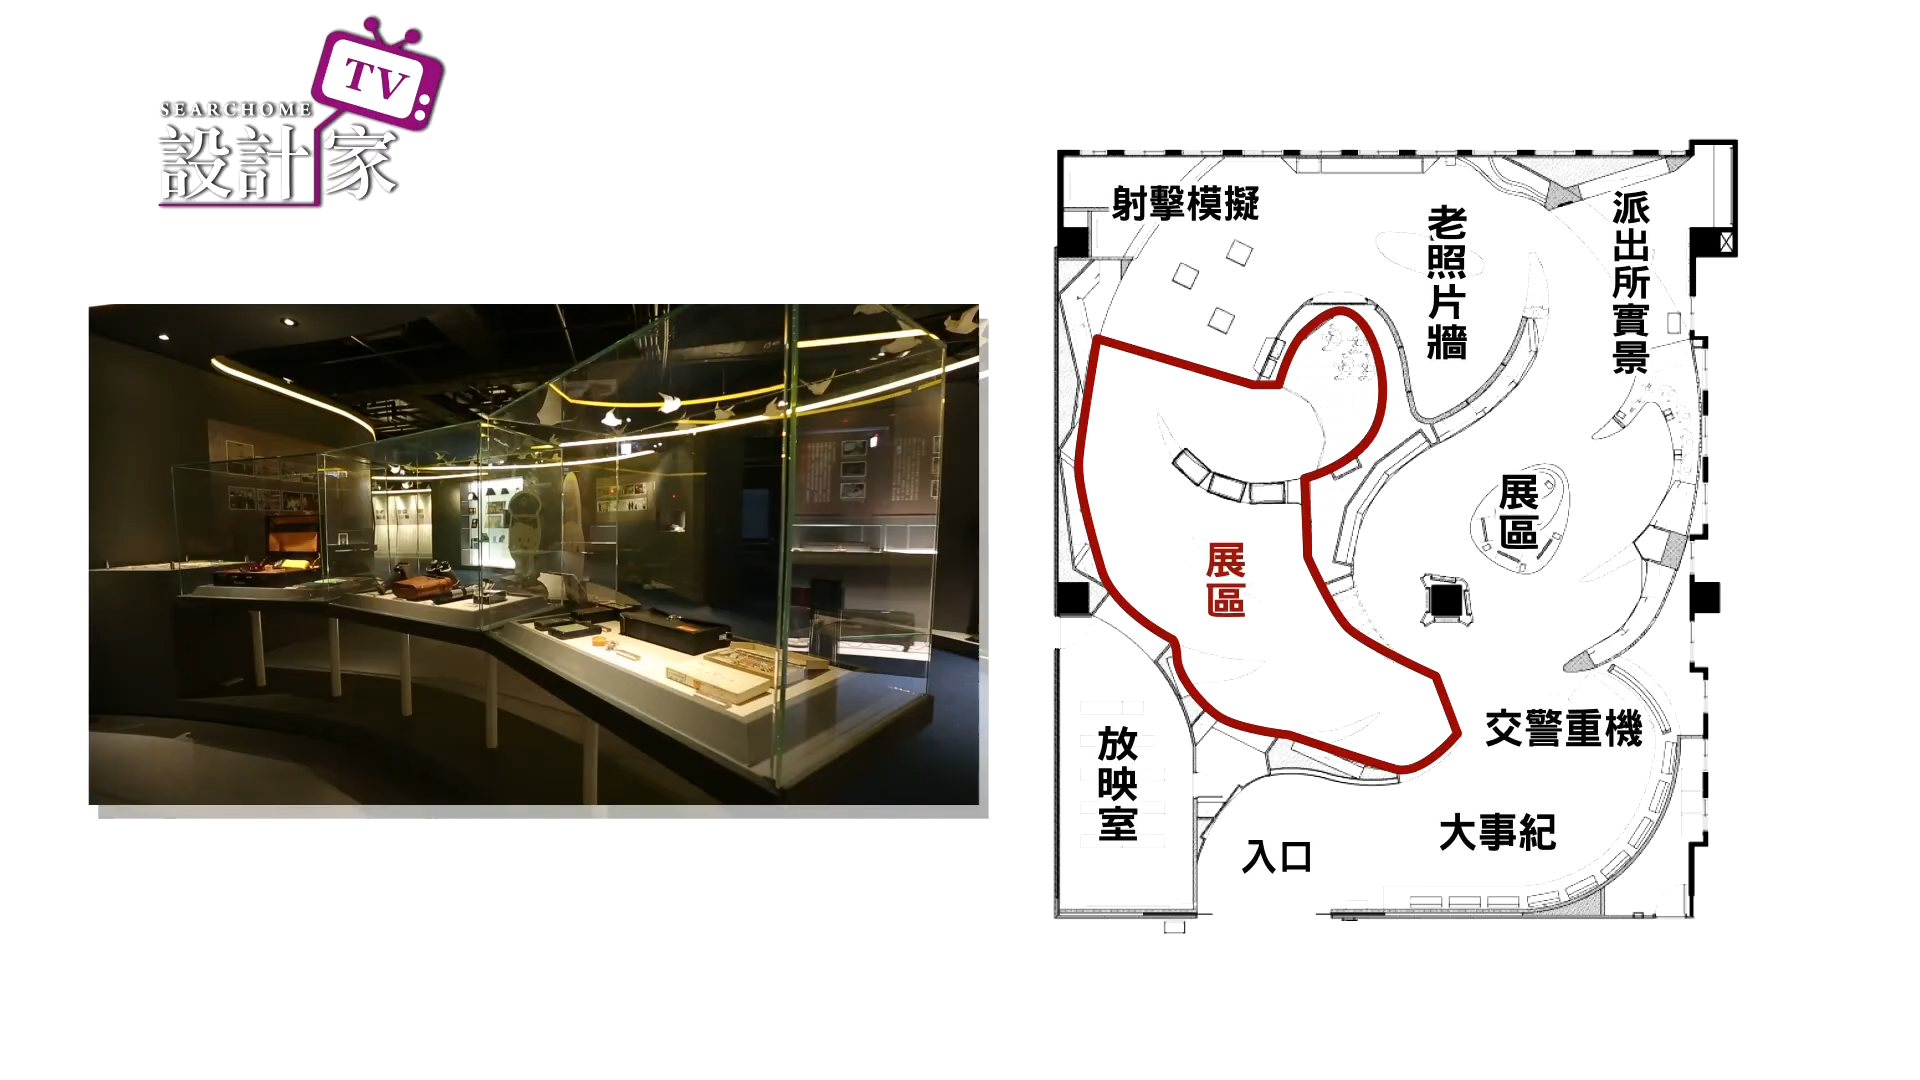 TV
SEARCHOME
設計家
射擊模擬
老照片牆
派出所實景
展區
展區
放映室
交警重機
大事紀
入口